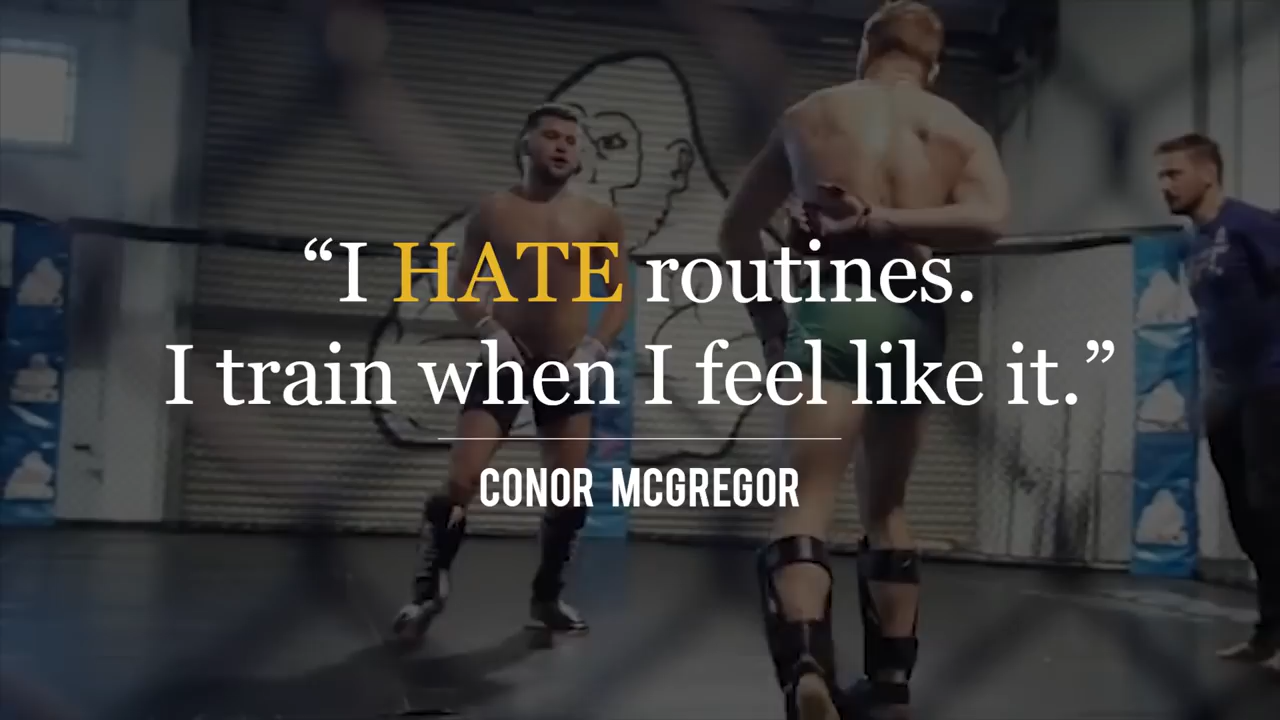 “I HATE routines.
I train when I feel like it.”
CONOR MCGREGOR